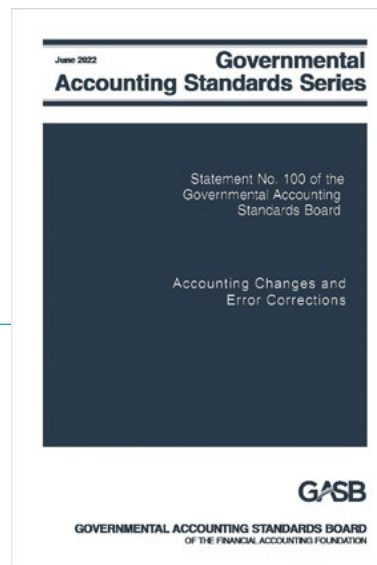 June 2022
Governmental
Accounting Standards Series
Statement No. 100 of the
Governmental Accounting
Standards Board
Accounting Changes and
Error Corrections
GASB
GOVERNMENTAL ACCOUNTING STANDARDS BOARD
OF THE FINANCIAL ACCOUNTING FOUNDATION